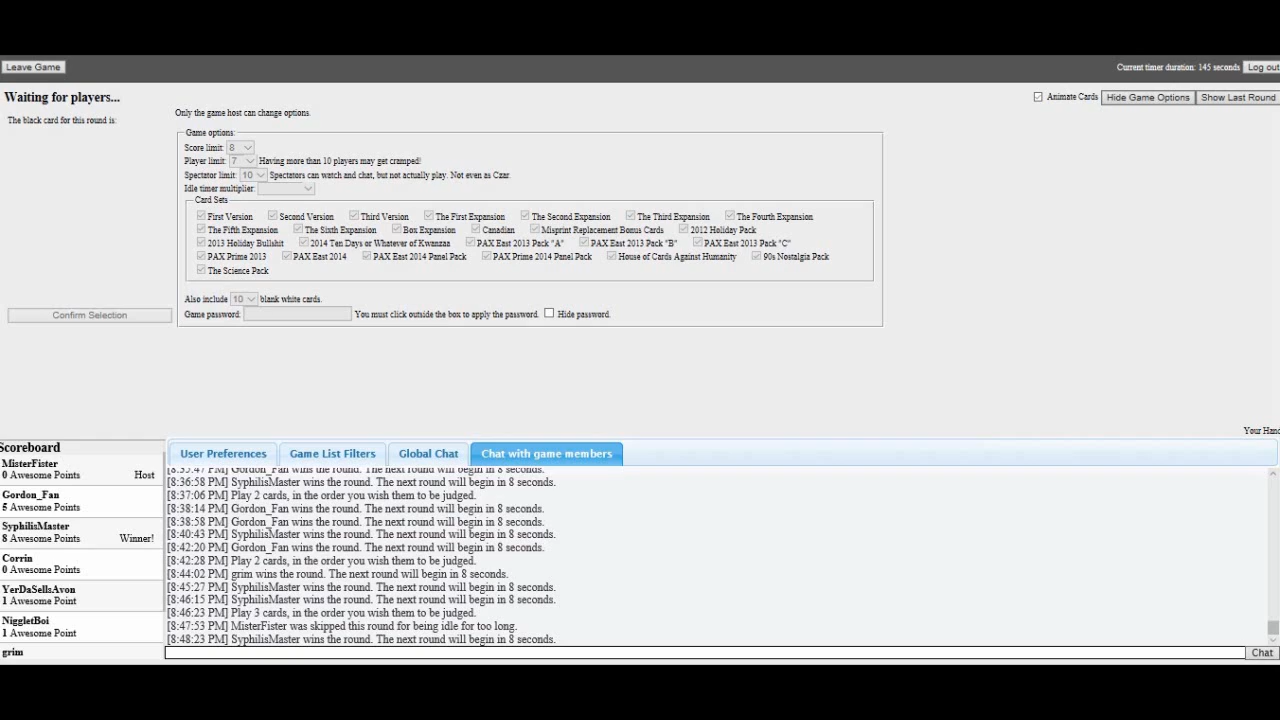 Leave Game
Current timer duration: 145 seconds
Log out
Waiting for players...
Animate Cards
Hide Game Options
Show Last Round
The black card for this round is:
Only the game host can change options.
Game options:
Score limit: 8
Player limit: 7 Having more than 10 players may get cramped!
Spectator limit: 10 Spectators can watch and chat, but not actually play. Not even as Czar.
Idle timer multiplier:
Card Sets
First Version Second Version Third Version The First Expansion The Second Expansion The Third Expansion The Fourth Expansion
The Fifth Expansion The Sixth Expansion Box Expansion Canadian Misprint Replacement Bonus Cards 2012 Holiday Pack
2013 Holiday Bullshit 2014 Ten Days or Whatever of Kwanzaa PAX East 2013 Pack "A" PAX East 2013 Pack "B" PAX East 2013 Pack "C"
PAX Prime 2013 PAX East 2014 PAX East 2014 Panel Pack PAX Prime 2014 Panel Pack House of Cards Against Humanity 90s Nostalgia Pack
The Science Pack
Also include 10 blank white cards.
Game password: You must click outside the box to apply the password. Hide password.
Confirm Selection
Your Hand
Scoreboard
MisterFister
0 Awesome Points Host
Gordon_Fan
5 Awesome Points
SyphilisMaster
8 Awesome Points Winner!
Corrin
0 Awesome Points
YerDaSellsAvon
1 Awesome Point
NiggletBoi
1 Awesome Point
grim
User Preferences
Game List Filters
Global Chat
Chat with game members
[8:35:47 PM] Gordon_Fan wins the round. The next round will begin in 8 seconds.
[8:36:58 PM] SyphilisMaster wins the round. The next round will begin in 8 seconds.
[8:37:06 PM] Play 2 cards, in the order you wish them to be judged.
[8:38:14 PM] Gordon_Fan wins the round. The next round will begin in 8 seconds.
[8:38:58 PM] Gordon_Fan wins the round. The next round will begin in 8 seconds.
[8:40:43 PM] SyphilisMaster wins the round. The next round will begin in 8 seconds.
[8:42:20 PM] Gordon_Fan wins the round. The next round will begin in 8 seconds.
[8:42:28 PM] Play 2 cards, in the order you wish them to be judged.
[8:44:02 PM] grim wins the round. The next round will begin in 8 seconds.
[8:45:27 PM] SyphilisMaster wins the round. The next round will begin in 8 seconds.
[8:46:15 PM] SyphilisMaster wins the round. The next round will begin in 8 seconds.
[8:46:23 PM] Play 3 cards, in the order you wish them to be judged.
[8:47:53 PM] MisterFister was skipped this round for being idle for too long.
[8:48:23 PM] SyphilisMaster wins the round. The next round will begin in 8 seconds.
Chat